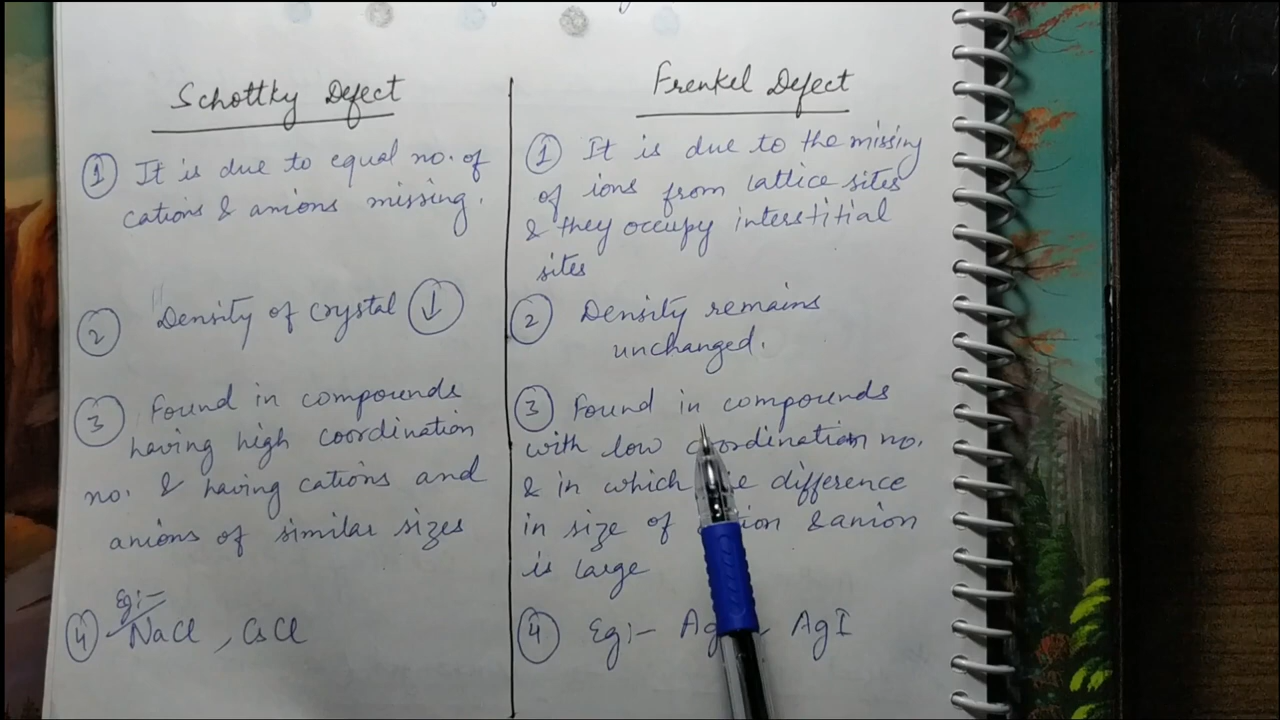 Schottky Defect
① It is due to equal no. of
cations & anions missing.
② Density of crystal ↓
③ Found in compounds
having high coordination
no. & having cations and
anions of similar sizes
Eg:-
④ NaCl, CsCl
Frenkel Defect
① It is due to the missing
of ions from lattice sites
& they occupy interstitial
sites
② Density remains
unchanged.
③ Found in compounds
with low coordination no.
& in which difference
in size of & anion
is large
④ Eg:- AgI